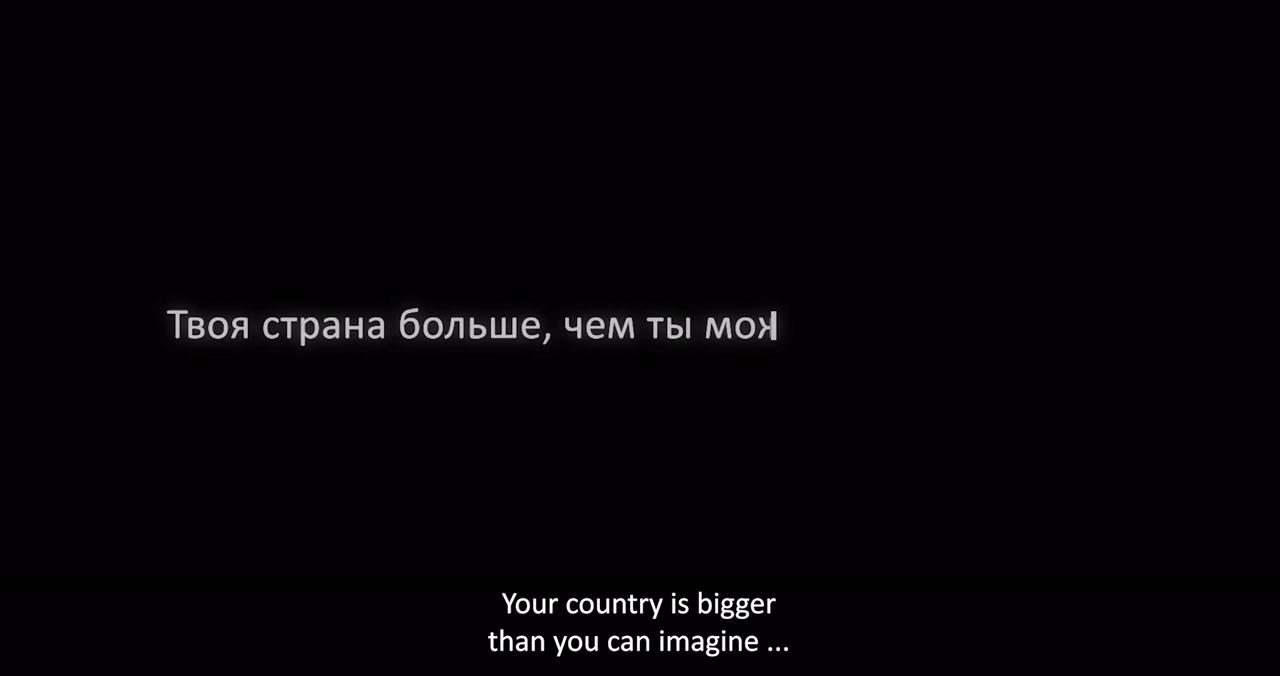 Твоя страна больше, чем ты мож
Your country is bigger
than you can imagine ...